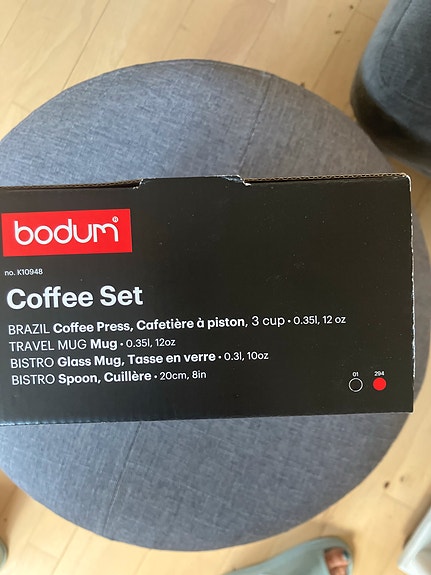 bodum®
no. K10948
Coffee Set
BRAZIL Coffee Press, Cafetière à piston, 3 cup • 0.35l, 12 oz
TRAVEL MUG Mug • 0.35l, 12oz
BISTRO Glass Mug, Tasse en verre • 0.3l, 10oz
BISTRO Spoon, Cuillère • 20cm, 8in
01 294